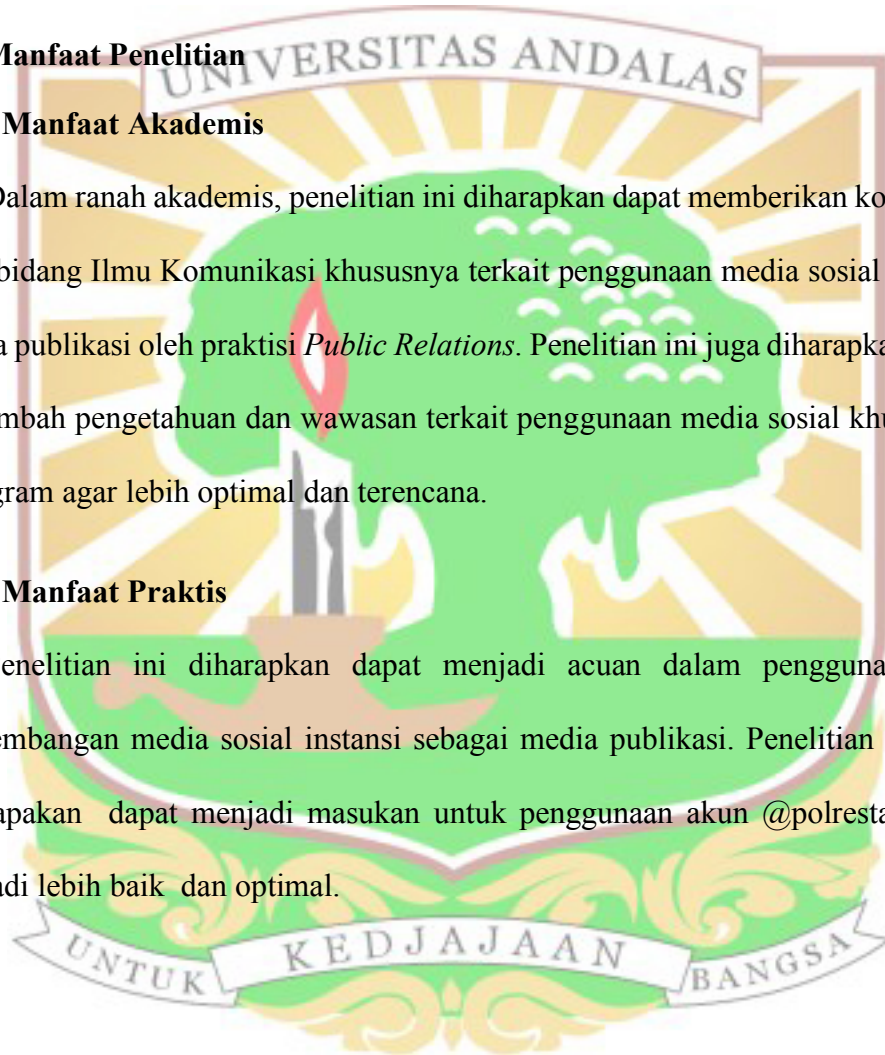 Manfaat Penelitian
UNIVERSITAS ANDALAS
Manfaat Akademis
Dalam ranah akademis, penelitian ini diharapkan dapat memberikan ko
bidang Ilmu Komunikasi khususnya terkait penggunaan media sosial
a publikasi oleh praktisi Public Relations. Penelitian ini juga diharapka
mbah pengetahuan dan wawasan terkait penggunaan media sosial khu
gram agar lebih optimal dan terencana.
Manfaat Praktis
enelitian ini diharapkan dapat menjadi acuan dalam pengguna
embangan media sosial instansi sebagai media publikasi. Penelitian
apakan dapat menjadi masukan untuk penggunaan akun @polresta
adi lebih baik dan optimal.
UNTUK KEDJAJAAN BANGSA